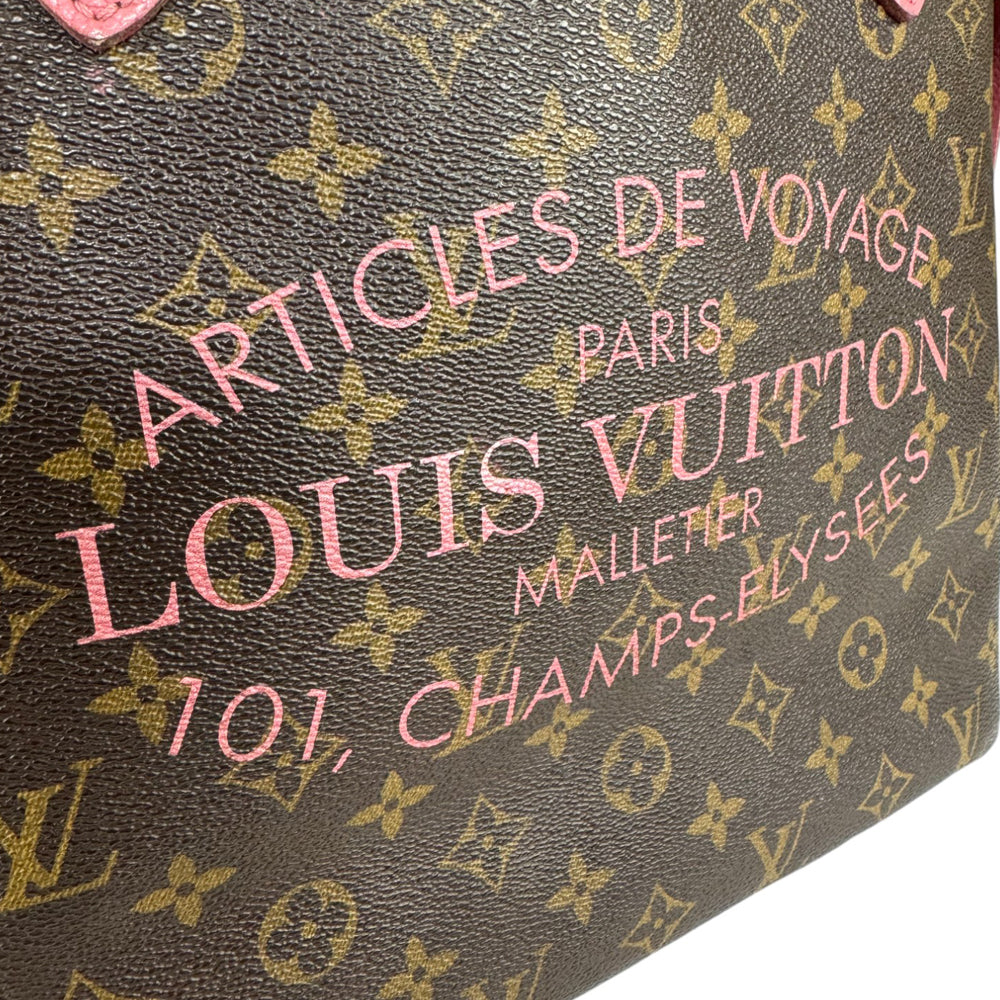 ARTICLES DE VOYAGE
PARIS
LOUIS VUITTON
MALLETIER
101, CHAMPS-ELYSEES